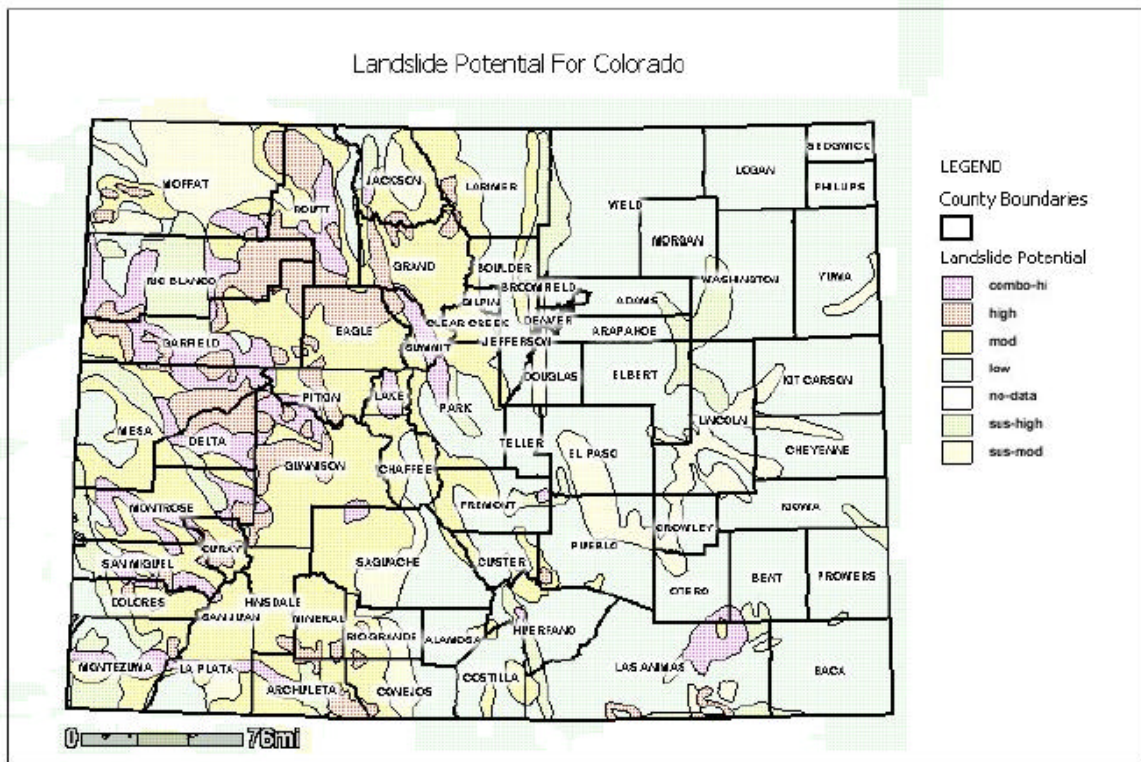 Landslide Potential For Colorado
SEDGWICK
LOGAN
PHILLIPS
MOFFAT
JACKSON
LARIMER
ROUTT
WELD
MORGAN
WASHINGTON
YUMA
GRAND
BOULDER
RIO BLANCO
BROOMFIELD
ADAMS
GILPIN
EAGLE
CLEAR CREEK
DENVER
ARAPAHOE
GARFIELD
SUMMIT
JEFFERSON
DOUGLAS
ELBERT
KIT CARSON
PITKIN
LAKE
PARK
LINCOLN
MESA
DELTA
TELLER
EL PASO
CHEYENNE
GUNNISON
CHAFFEE
MONTROSE
FREMONT
KIOWA
CROWLEY
OURAY
PUEBLO
SAN MIGUEL
SAGUACHE
CUSTER
BENT
PROWERS
OTERO
DOLORES
HINSDALE
SAN JUAN
MINERAL
RIO GRANDE
ALAMOSA
HUERFANO
MONTEZUMA
LA PLATA
LAS ANIMAS
BACA
COSTILLA
ARCHULETA
CONEJOS
0 76mi
LEGEND
County Boundaries
Landslide Potential
combo-hi
high
mod
low
no-data
sus-high
sus-mod